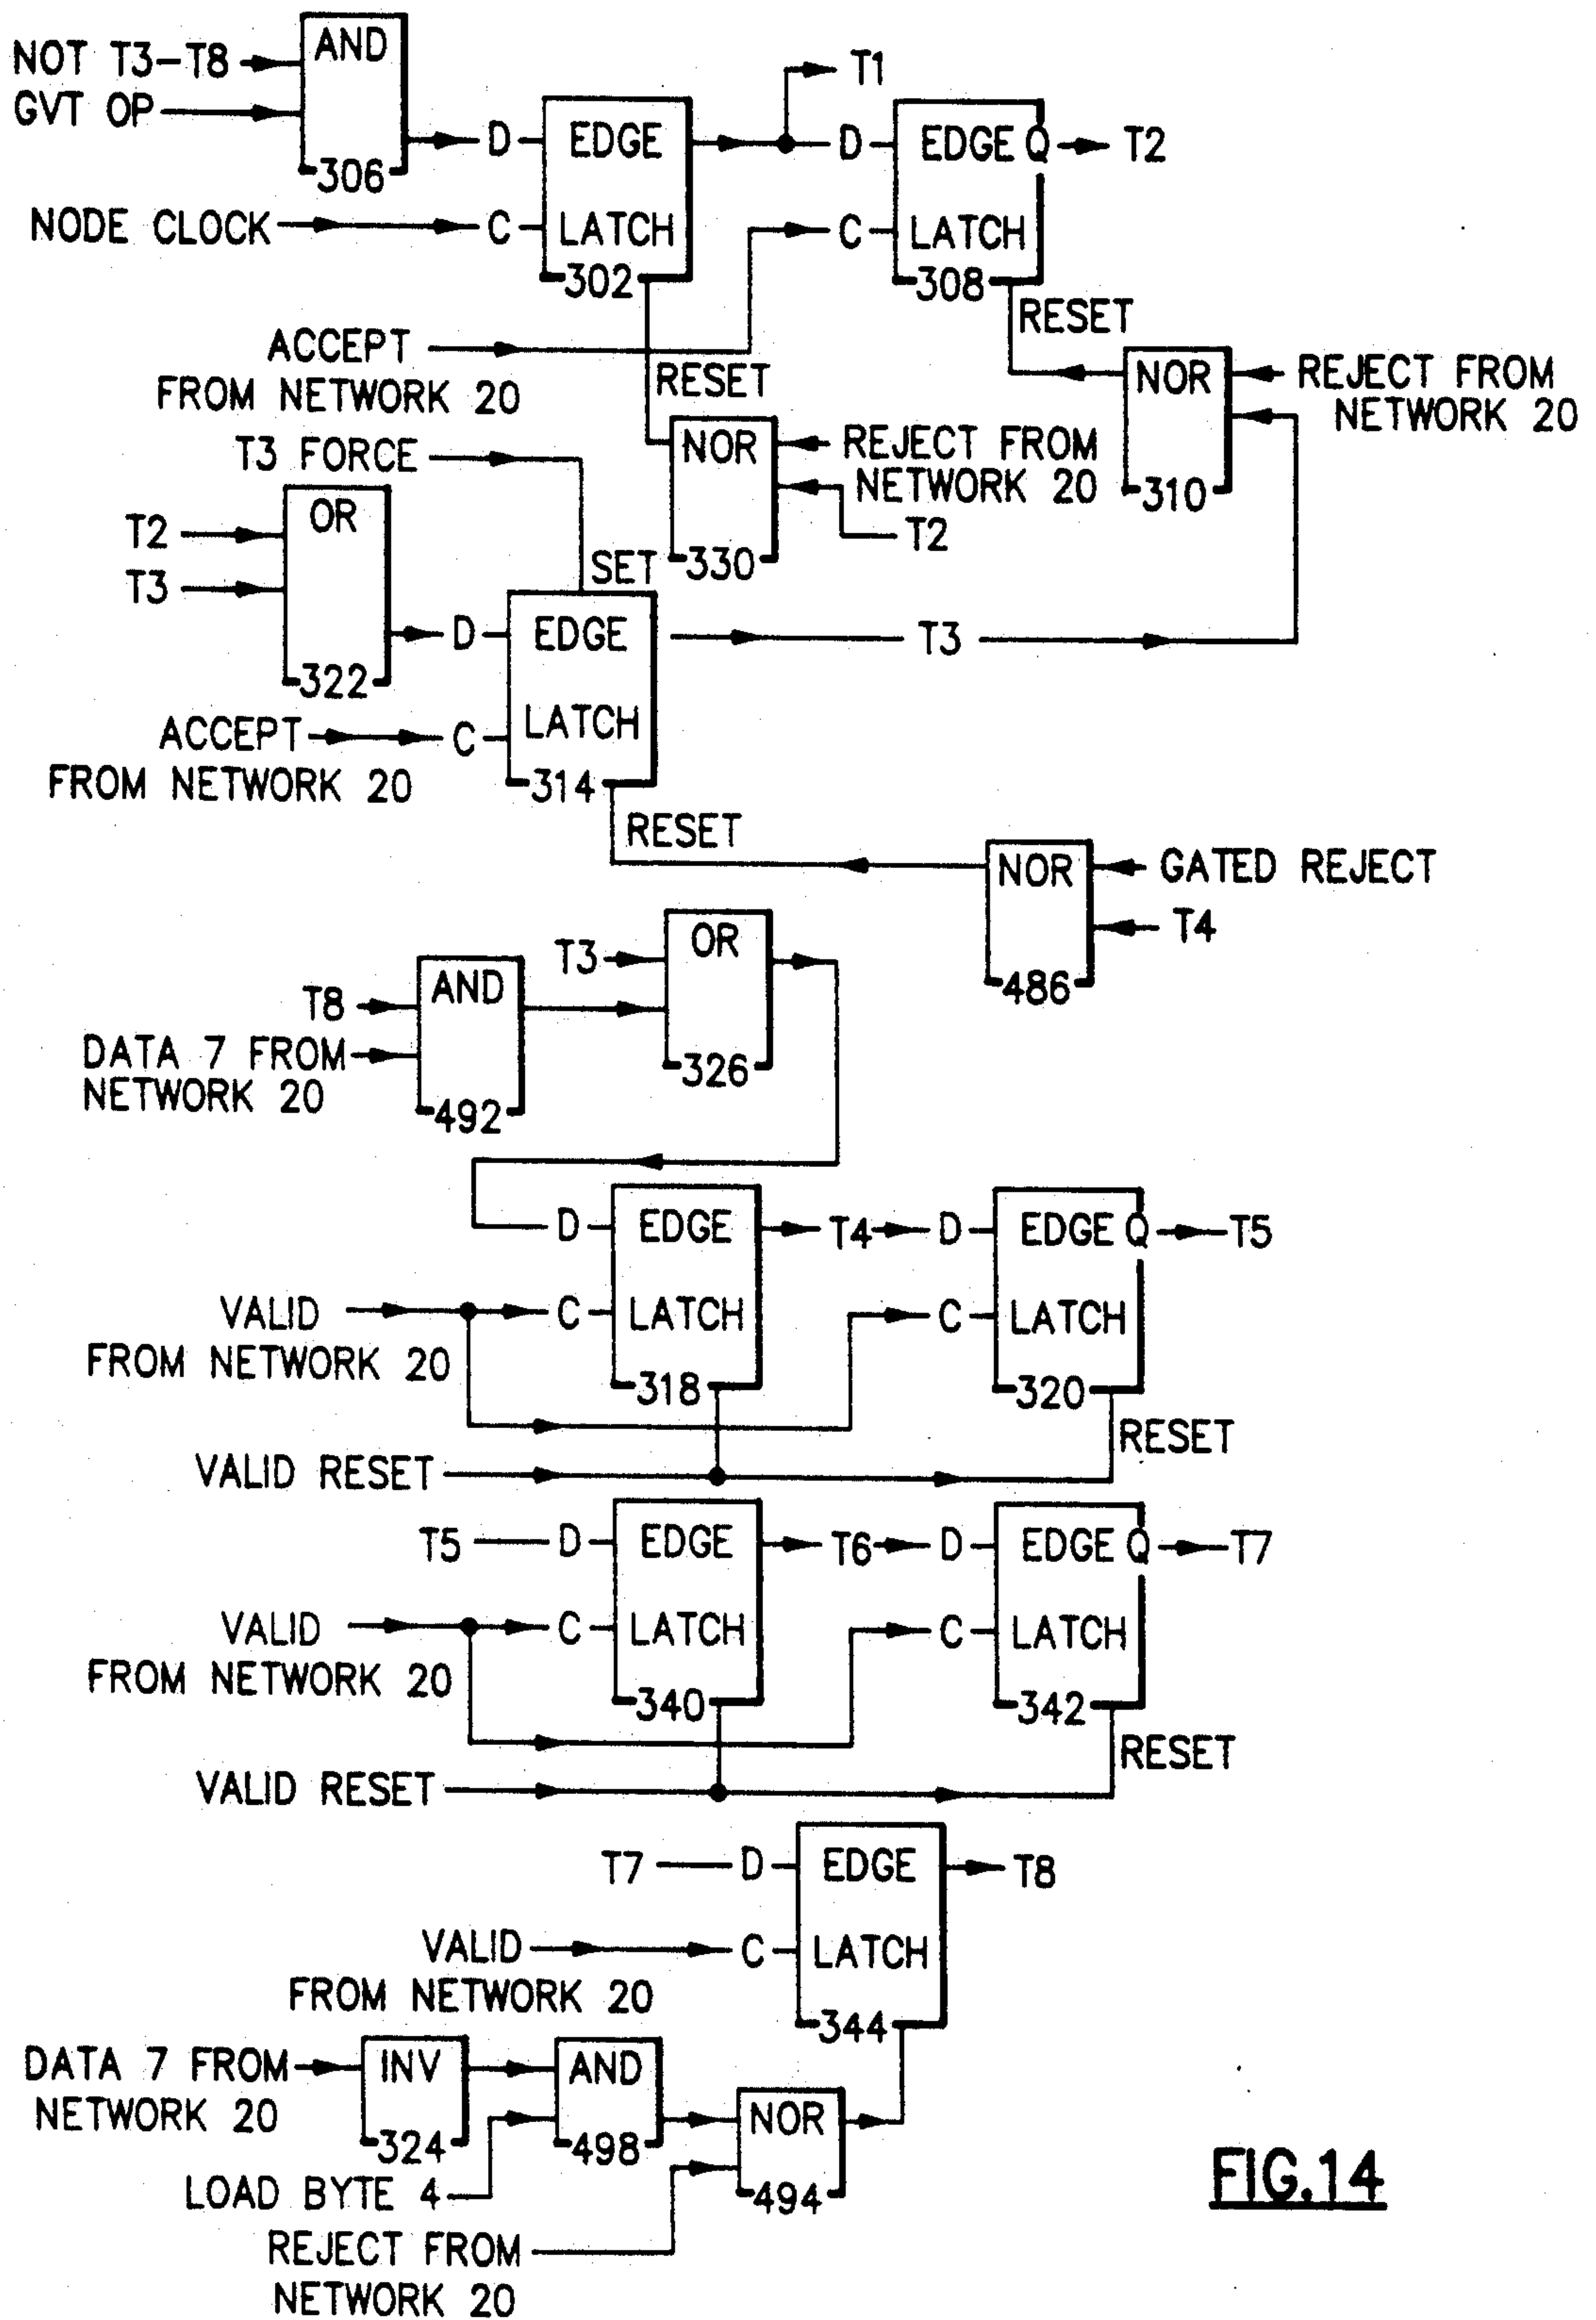 AND
NOT T3-T8
GVT OP
306
T1
D
EDGE
LATCH
302
C
NODE CLOCK
D
EDGE Q
T2
C
LATCH
308
RESET
ACCEPT
FROM NETWORK 20
RESET
NOR
310
REJECT FROM
NETWORK 20
T3 FORCE
NOR
330
REJECT FROM
NETWORK 20
T2
OR
T2
T3
322
SET
D
EDGE
LATCH
314
T3
ACCEPT
FROM NETWORK 20
C
RESET
NOR
486
GATED REJECT
T4
T3
OR
326
T8
AND
492
DATA 7 FROM
NETWORK 20
D
EDGE
LATCH
318
T4
D
EDGE Q
T5
VALID
FROM NETWORK 20
C
C
LATCH
320
RESET
VALID RESET
T5
D
EDGE
LATCH
340
T6
D
EDGE Q
T7
VALID
FROM NETWORK 20
C
C
LATCH
342
RESET
VALID RESET
T7
D
EDGE
LATCH
344
T8
VALID
FROM NETWORK 20
C
DATA 7 FROM
NETWORK 20
INV
324
AND
498
NOR
494
LOAD BYTE 4
REJECT FROM
NETWORK 20
FIG.14